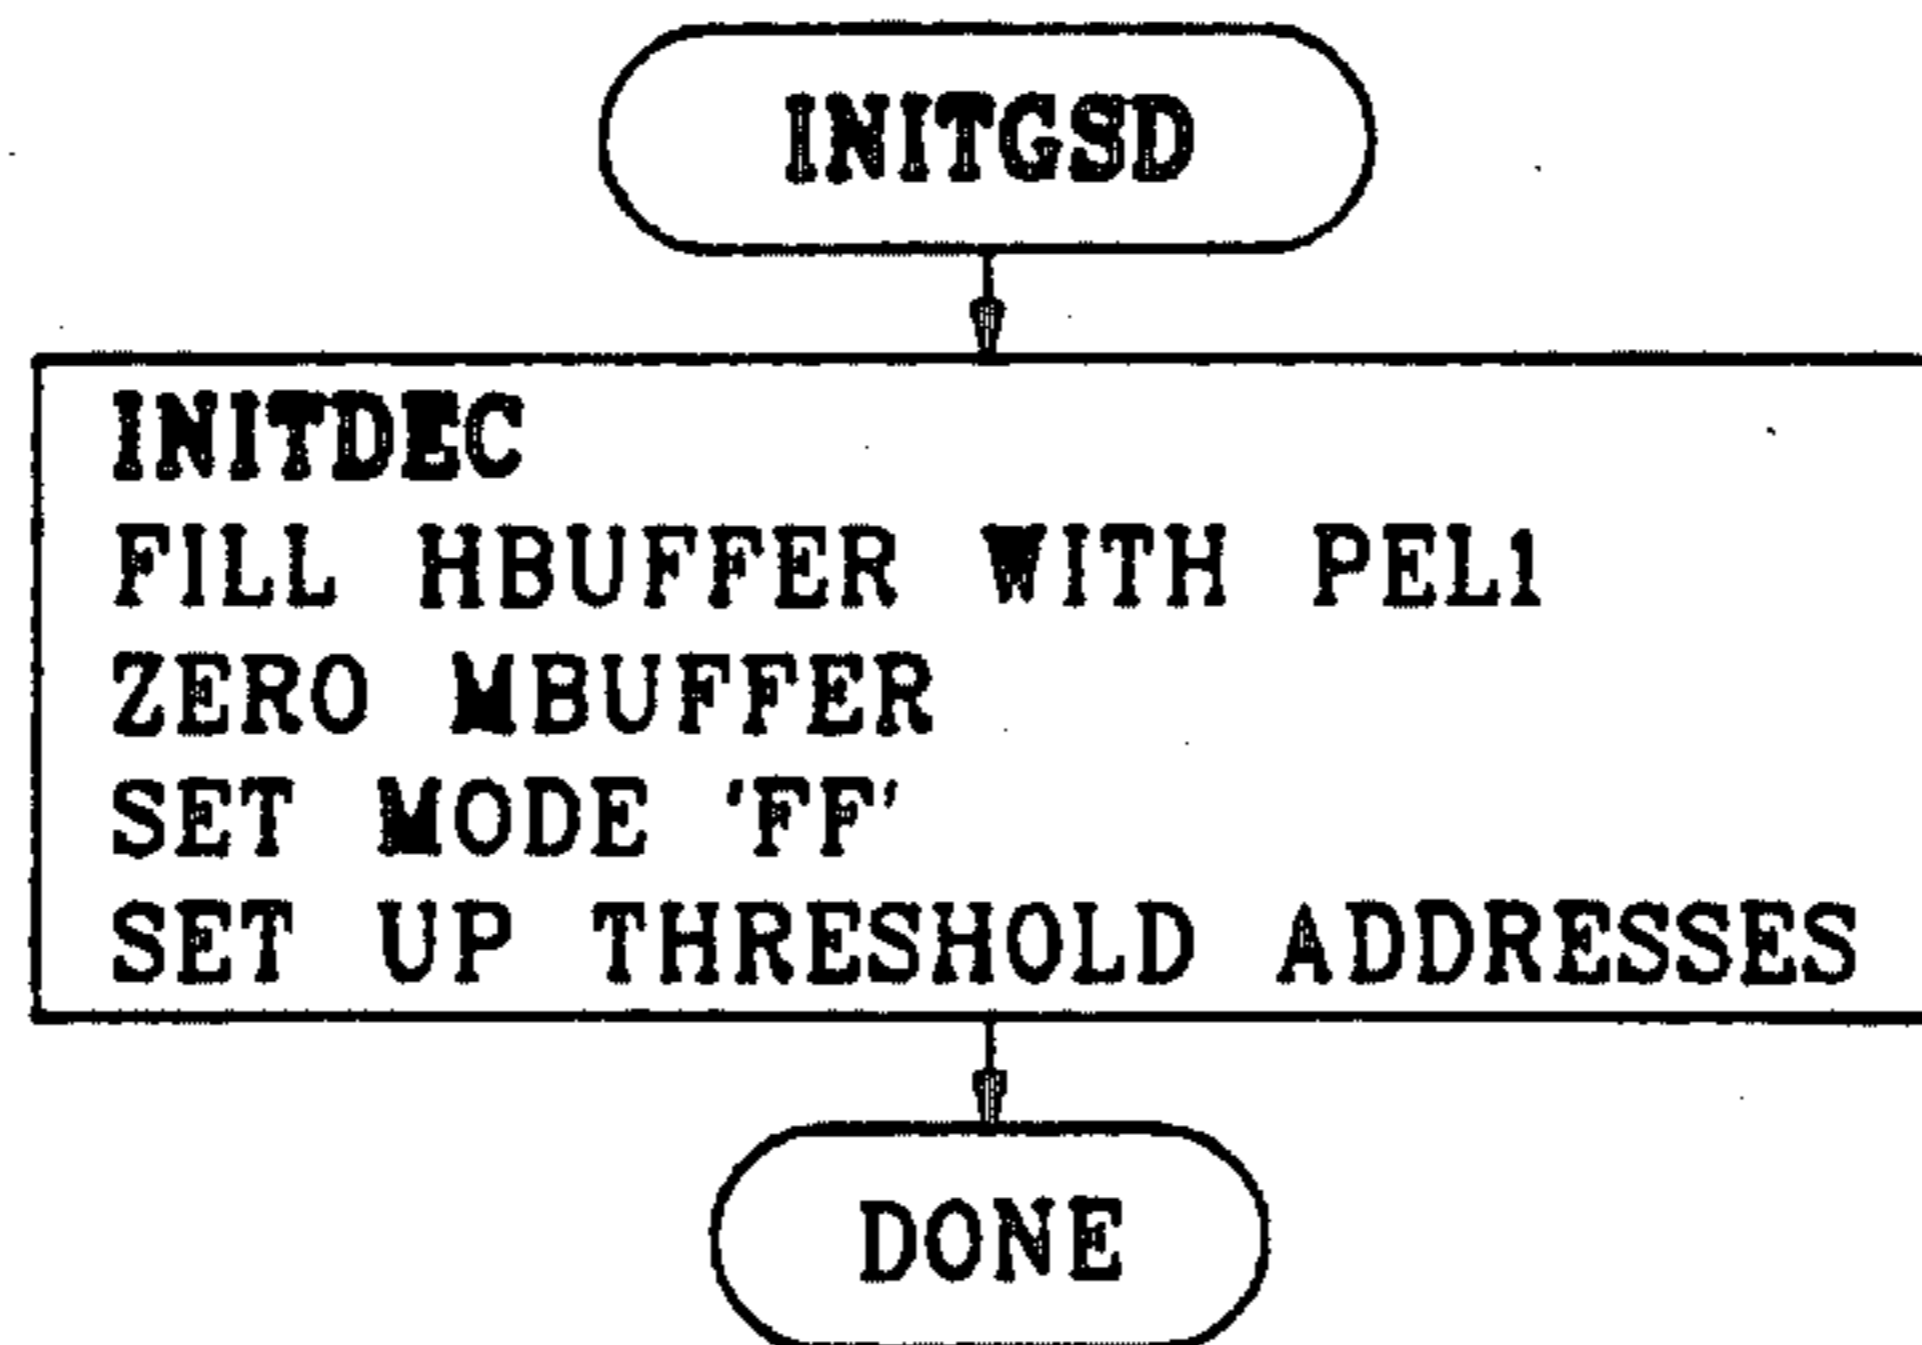 INITGSD
INITDEC
FILL HBUFFER WITH PEL1
ZERO MBUFFER
SET MODE 'FF'
SET UP THRESHOLD ADDRESSES
DONE